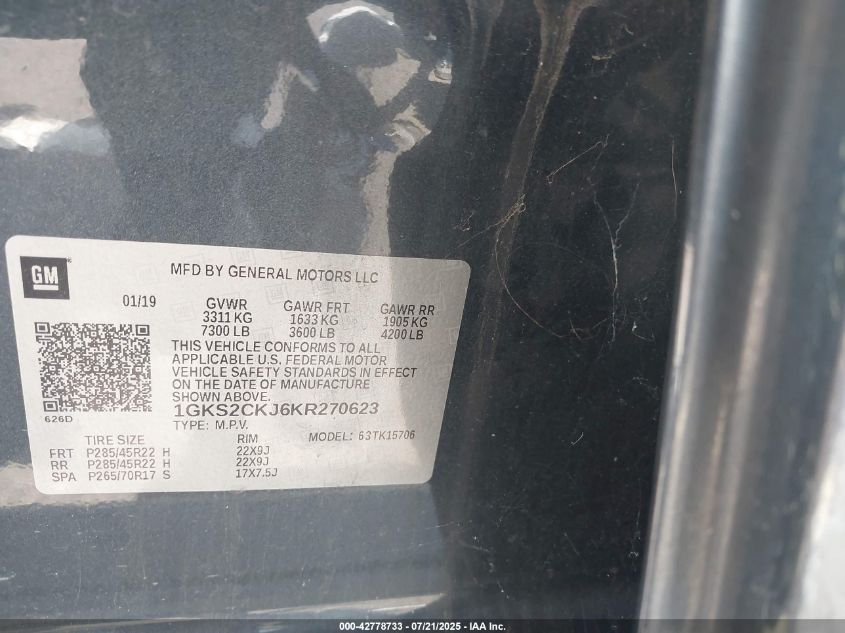 GM
MFD BY GENERAL MOTORS LLC
01/19 GVWR GAWR FRT GAWR RR
3311 KG 1633 KG 1905 KG
7300 LB 3600 LB 4200 LB
THIS VEHICLE CONFORMS TO ALL
APPLICABLE U.S. FEDERAL MOTOR
VEHICLE SAFETY STANDARDS IN EFFECT
ON THE DATE OF MANUFACTURE
SHOWN ABOVE.
1GKS2CKJ6KR270623
626D
TYPE: M.P.V. MODEL: 63TK15706
TIRE SIZE RIM
FRT P285/45R22 H 22X9J
RR P285/45R22 H 22X9J
SPA P265/70R17 S 17X7.5J
000-42778733 - 07/21/2025 - IAA Inc.